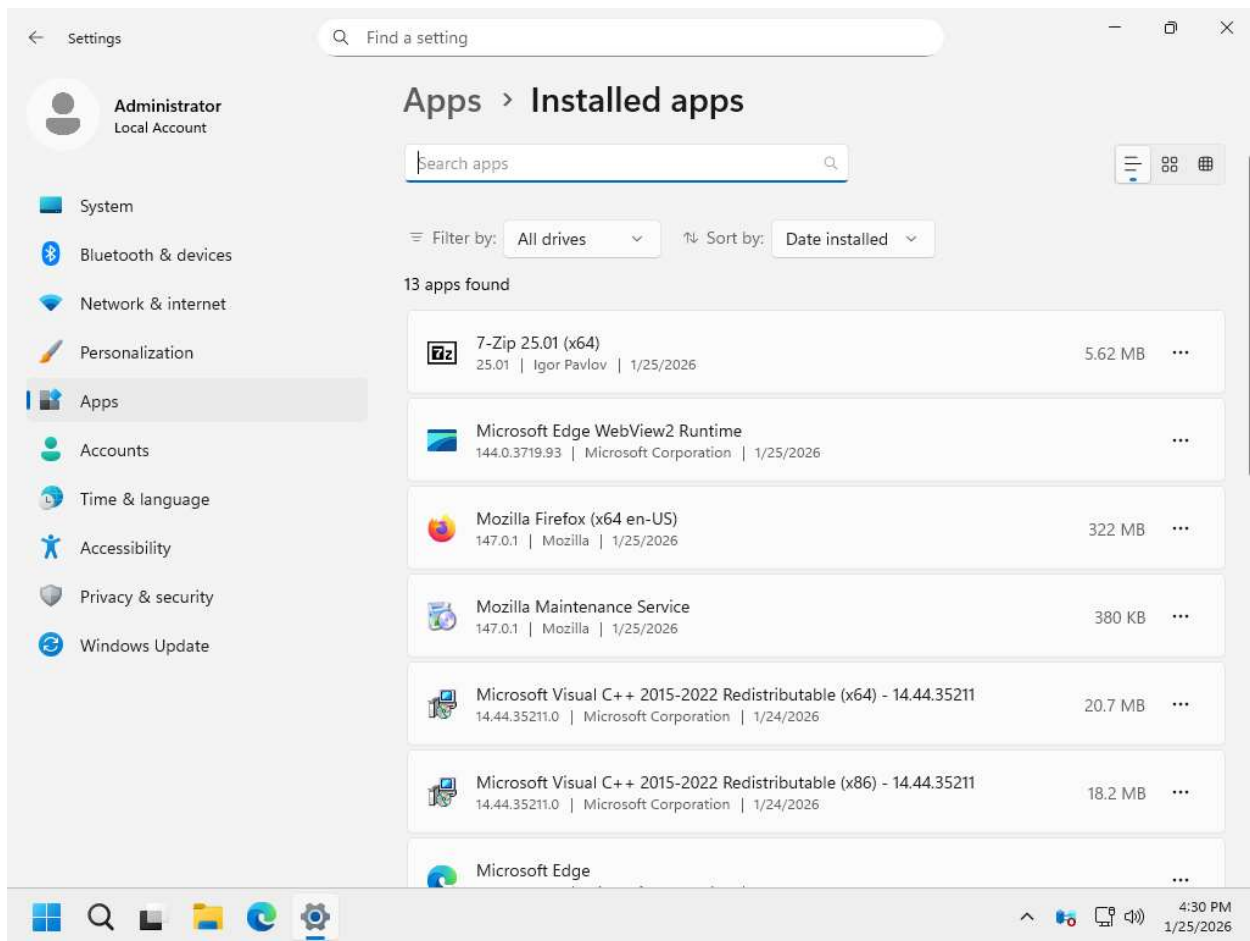 Settings
Find a setting
Administrator
Local Account
System
Bluetooth & devices
Network & internet
Personalization
Apps
Accounts
Time & language
Accessibility
Privacy & security
Windows Update
Apps > Installed apps
Search apps
Filter by: All drives
Sort by: Date installed
13 apps found
7z
7-Zip 25.01 (x64)
25.01 | Igor Pavlov | 1/25/2026
5.62 MB
Microsoft Edge WebView2 Runtime
144.0.3719.93 | Microsoft Corporation | 1/25/2026
Mozilla Firefox (x64 en-US)
147.0.1 | Mozilla | 1/25/2026
322 MB
Mozilla Maintenance Service
147.0.1 | Mozilla | 1/25/2026
380 KB
Microsoft Visual C++ 2015-2022 Redistributable (x64) - 14.44.35211
14.44.35211.0 | Microsoft Corporation | 1/24/2026
20.7 MB
Microsoft Visual C++ 2015-2022 Redistributable (x86) - 14.44.35211
14.44.35211.0 | Microsoft Corporation | 1/24/2026
18.2 MB
Microsoft Edge
4:30 PM
1/25/2026